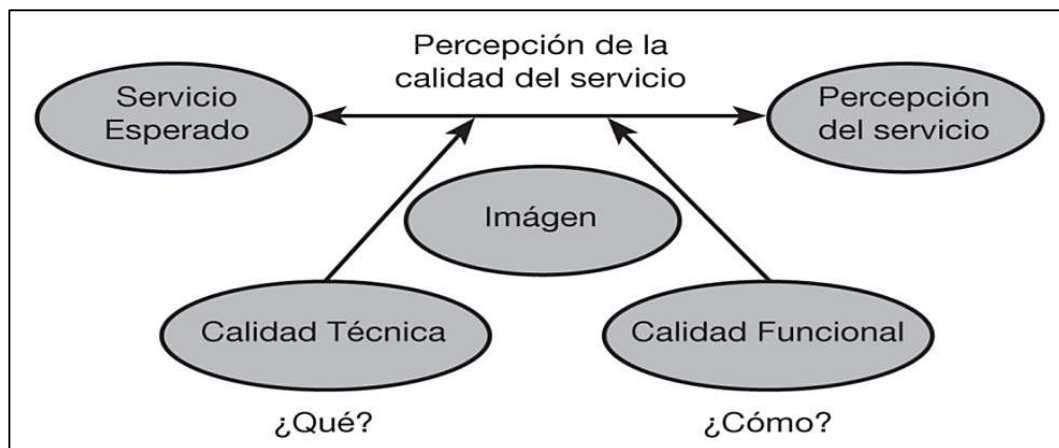 Percepción de la
calidad del servicio
Servicio
Esperado
Percepción
del servicio
Imágen
Calidad Técnica
Calidad Funcional
¿Qué?
¿Cómo?